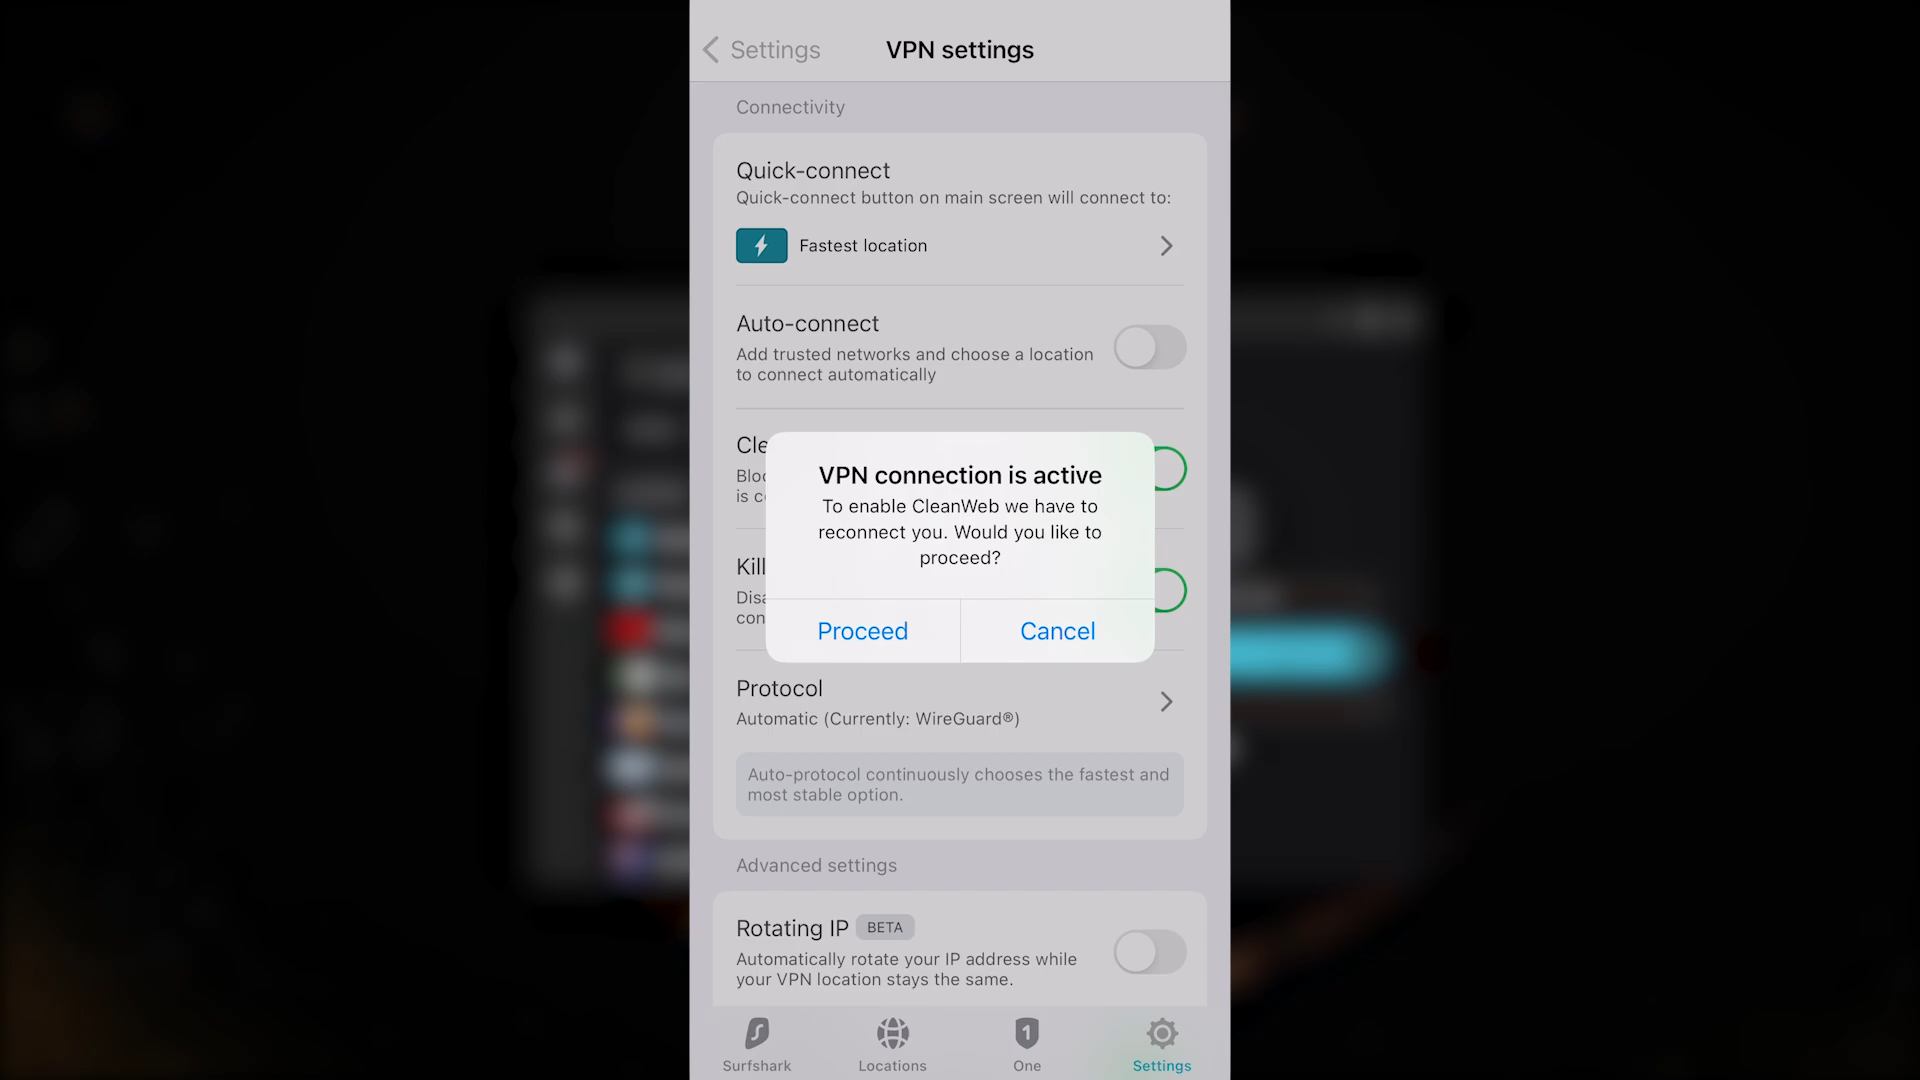 Settings
VPN settings
Connectivity
Quick-connect
Quick-connect button on main screen will connect to:
Fastest location
Auto-connect
Add trusted networks and choose a location
to connect automatically
Cle
Bloc
is co
VPN connection is active
To enable CleanWeb we have to
reconnect you. Would you like to
proceed?
Kill
Disa
con
Proceed
Cancel
Protocol
Automatic (Currently: WireGuard®)
Auto-protocol continuously chooses the fastest and
most stable option.
Advanced settings
Rotating IP BETA
Automatically rotate your IP address while
your VPN location stays the same.
1
Surfshark
Locations
One
Settings